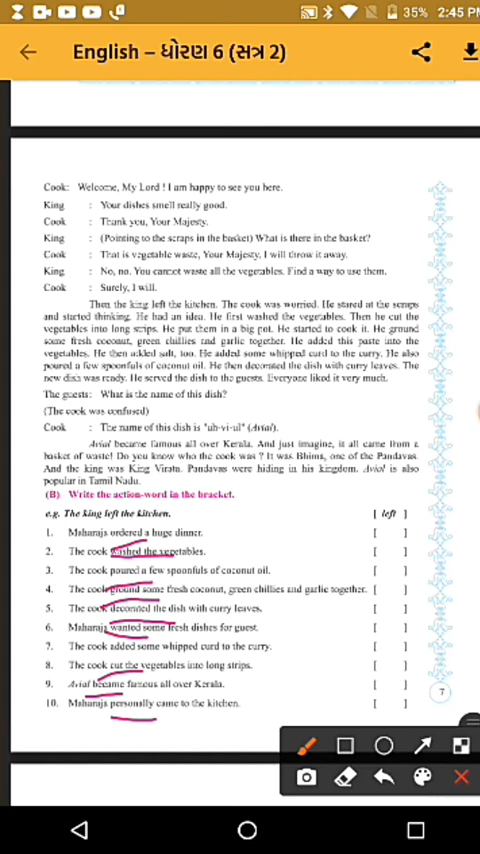 35% 2:45 PM
English – ધોરણ 6 (સત્ર 2)
Cook: Welcome, My Lord ! I am happy to see you here.
King : Your dishes smell really good.
Cook : Thank you, Your Majesty.
King : (Pointing to the scraps in the basket) What is there in the basket?
Cook : That is vegetable waste, Your Majesty, I will throw it away.
King : No, no. You cannot waste all the vegetables. Find a way to use them.
Cook : Surely, I will.
Then the king left the kitchen. The cook was worried. He stared at the scraps
and started thinking. He had an idea. He first washed the vegetables. Then he cut the
vegetables into long strips. He put them in a big pot. He started to cook it. He ground
some fresh coconut, green chillies and garlic together. He added this paste into the
vegetables. He then added salt, too. He added some whipped curd to the curry. He also
poured a few spoonfuls of coconut oil. He then decorated the dish with curry leaves. The
new dish was ready. He served the dish to the guests. Everyone liked it very much.
The guests: What is the name of this dish?
(The cook was confused)
Cook : The name of this dish is "uh-vi-ul" (Avial).
Avial became famous all over Kerala. And just imagine, it all came from a
basket of waste! Do you know who the cook was ? It was Bhima, one of the Pandavas.
And the king was King Virata. Pandavas were hiding in his kingdom. Aviol is also
popular in Tamil Nadu.
(B) Write the action-word in the bracket.
e.g. The king left the kitchen. [ left ]
1. Maharaja ordered a huge dinner. [ ]
2. The cook washed the vegetables. [ ]
3. The cook poured a few spoonfuls of coconut oil. [ ]
4. The cook ground some fresh coconut, green chillies and garlic together. [ ]
5. The cook decorated the dish with curry leaves. [ ]
6. Maharaja wanted some fresh dishes for guest. [ ]
7. The cook added some whipped curd to the curry. [ ]
8. The cook cut the vegetables into long strips. [ ]
9. Avial became famous all over Kerala. [ ]
10. Maharaja personally came to the kitchen. [ ]
7